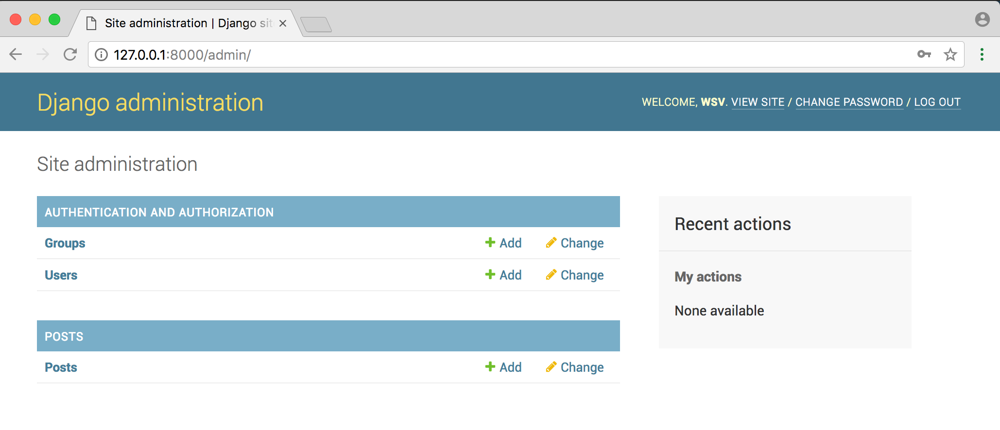 Site administration | Django sit
127.0.0.1:8000/admin/
Django administration
WELCOME, WSV. VIEW SITE / CHANGE PASSWORD / LOG OUT
Site administration
AUTHENTICATION AND AUTHORIZATION
Groups Add Change
Users Add Change
POSTS
Posts Add Change
Recent actions
My actions
None available